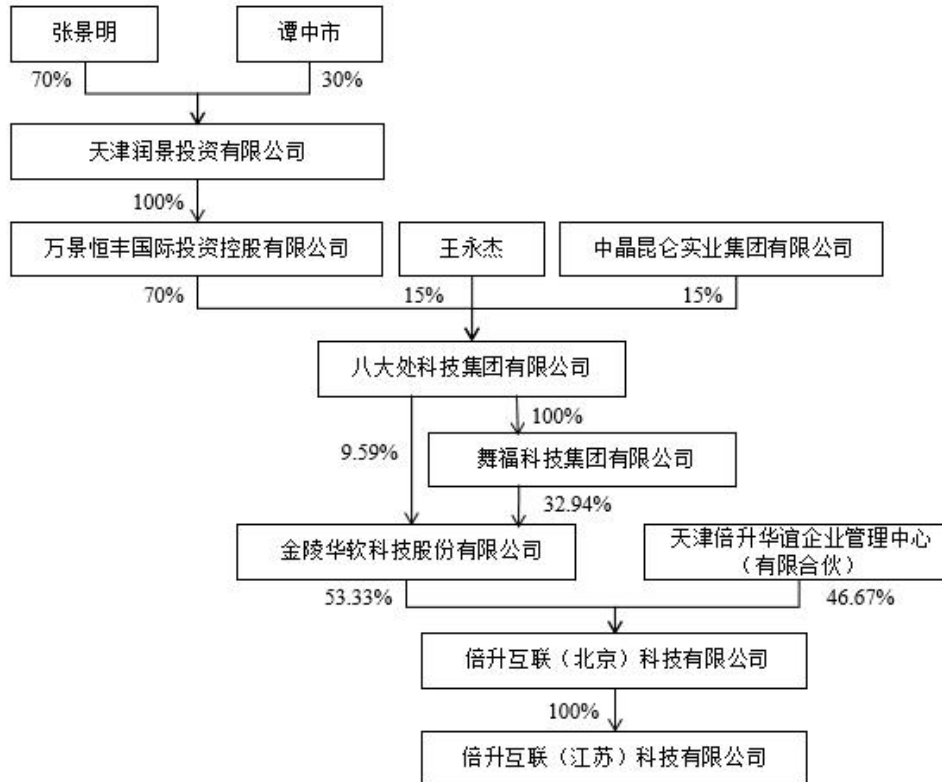 张景明
谭中市
70%
30%
天津润景投资有限公司
100%
万景恒丰国际投资控股有限公司
王永杰
中晶昆仑实业集团有限公司
70%
15%
15%
八大处科技集团有限公司
100%
9.59%
舞福科技集团有限公司
32.94%
金陵华软科技股份有限公司
天津倍升华谊企业管理中心
（有限合伙）
53.33%
46.67%
倍升互联（北京）科技有限公司
100%
倍升互联（江苏）科技有限公司